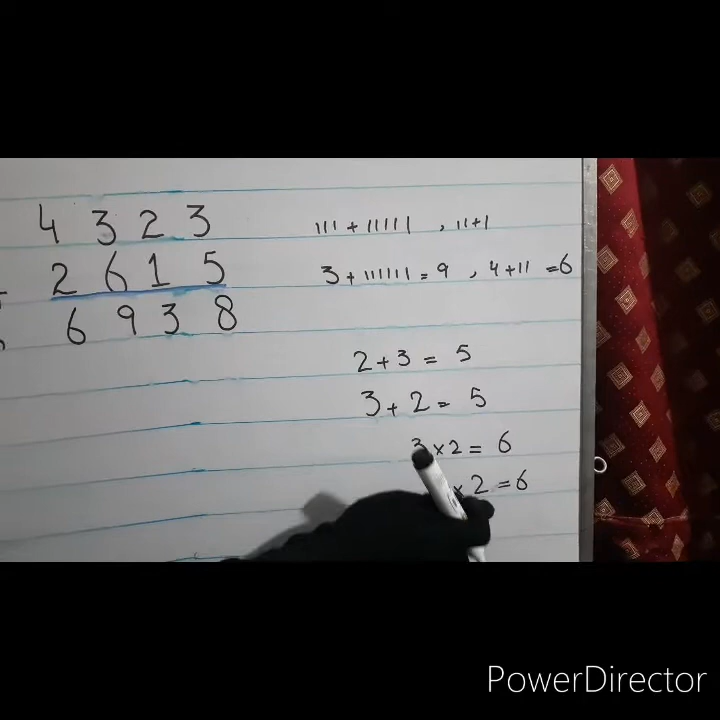 4 3 2 3
2 6 1 5
6 9 3 8
111 + 11111 , 11+1
3 + 111111 = 9 , 4+11 =6
2 + 3 = 5
3 + 2 = 5
3 × 2 = 6
× 2 = 6
PowerDirector